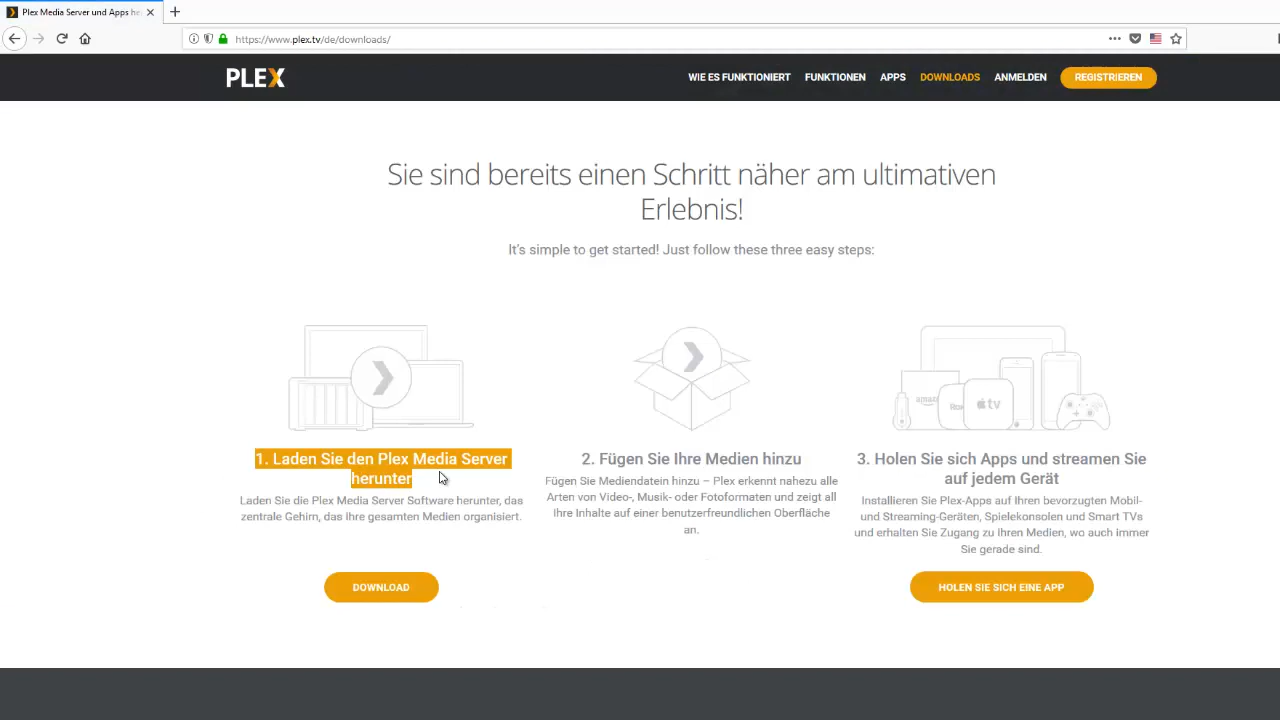 Plex Media Server und Apps he
https://www.plex.tv/de/downloads/
PLEX
WIE ES FUNKTIONIERT
FUNKTIONEN
APPS
DOWNLOADS
ANMELDEN
REGISTRIEREN
Sie sind bereits einen Schritt näher am ultimativen
Erlebnis!
It's simple to get started! Just follow these three easy steps:
amazon
Roku
tv
1. Laden Sie den Plex Media Server
herunter
Laden Sie die Plex Media Server Software herunter, das
zentrale Gehirn, das Ihre gesamten Medien organisiert.
DOWNLOAD
2. Fügen Sie Ihre Medien hinzu
Fügen Sie Mediendatein hinzu – Plex erkennt nahezu alle
Arten von Video-, Musik- oder Fotoformaten und zeigt all
Ihre Inhalte auf einer benutzerfreundlichen Oberfläche
an.
3. Holen Sie sich Apps und streamen Sie
auf jedem Gerät
Installieren Sie Plex-Apps auf Ihren bevorzugten Mobil-
und Streaming-Geräten, Spielekonsolen und Smart TVs
und erhalten Sie Zugang zu Ihren Medien, wo auch immer
Sie gerade sind.
HOLEN SIE SICH EINE APP